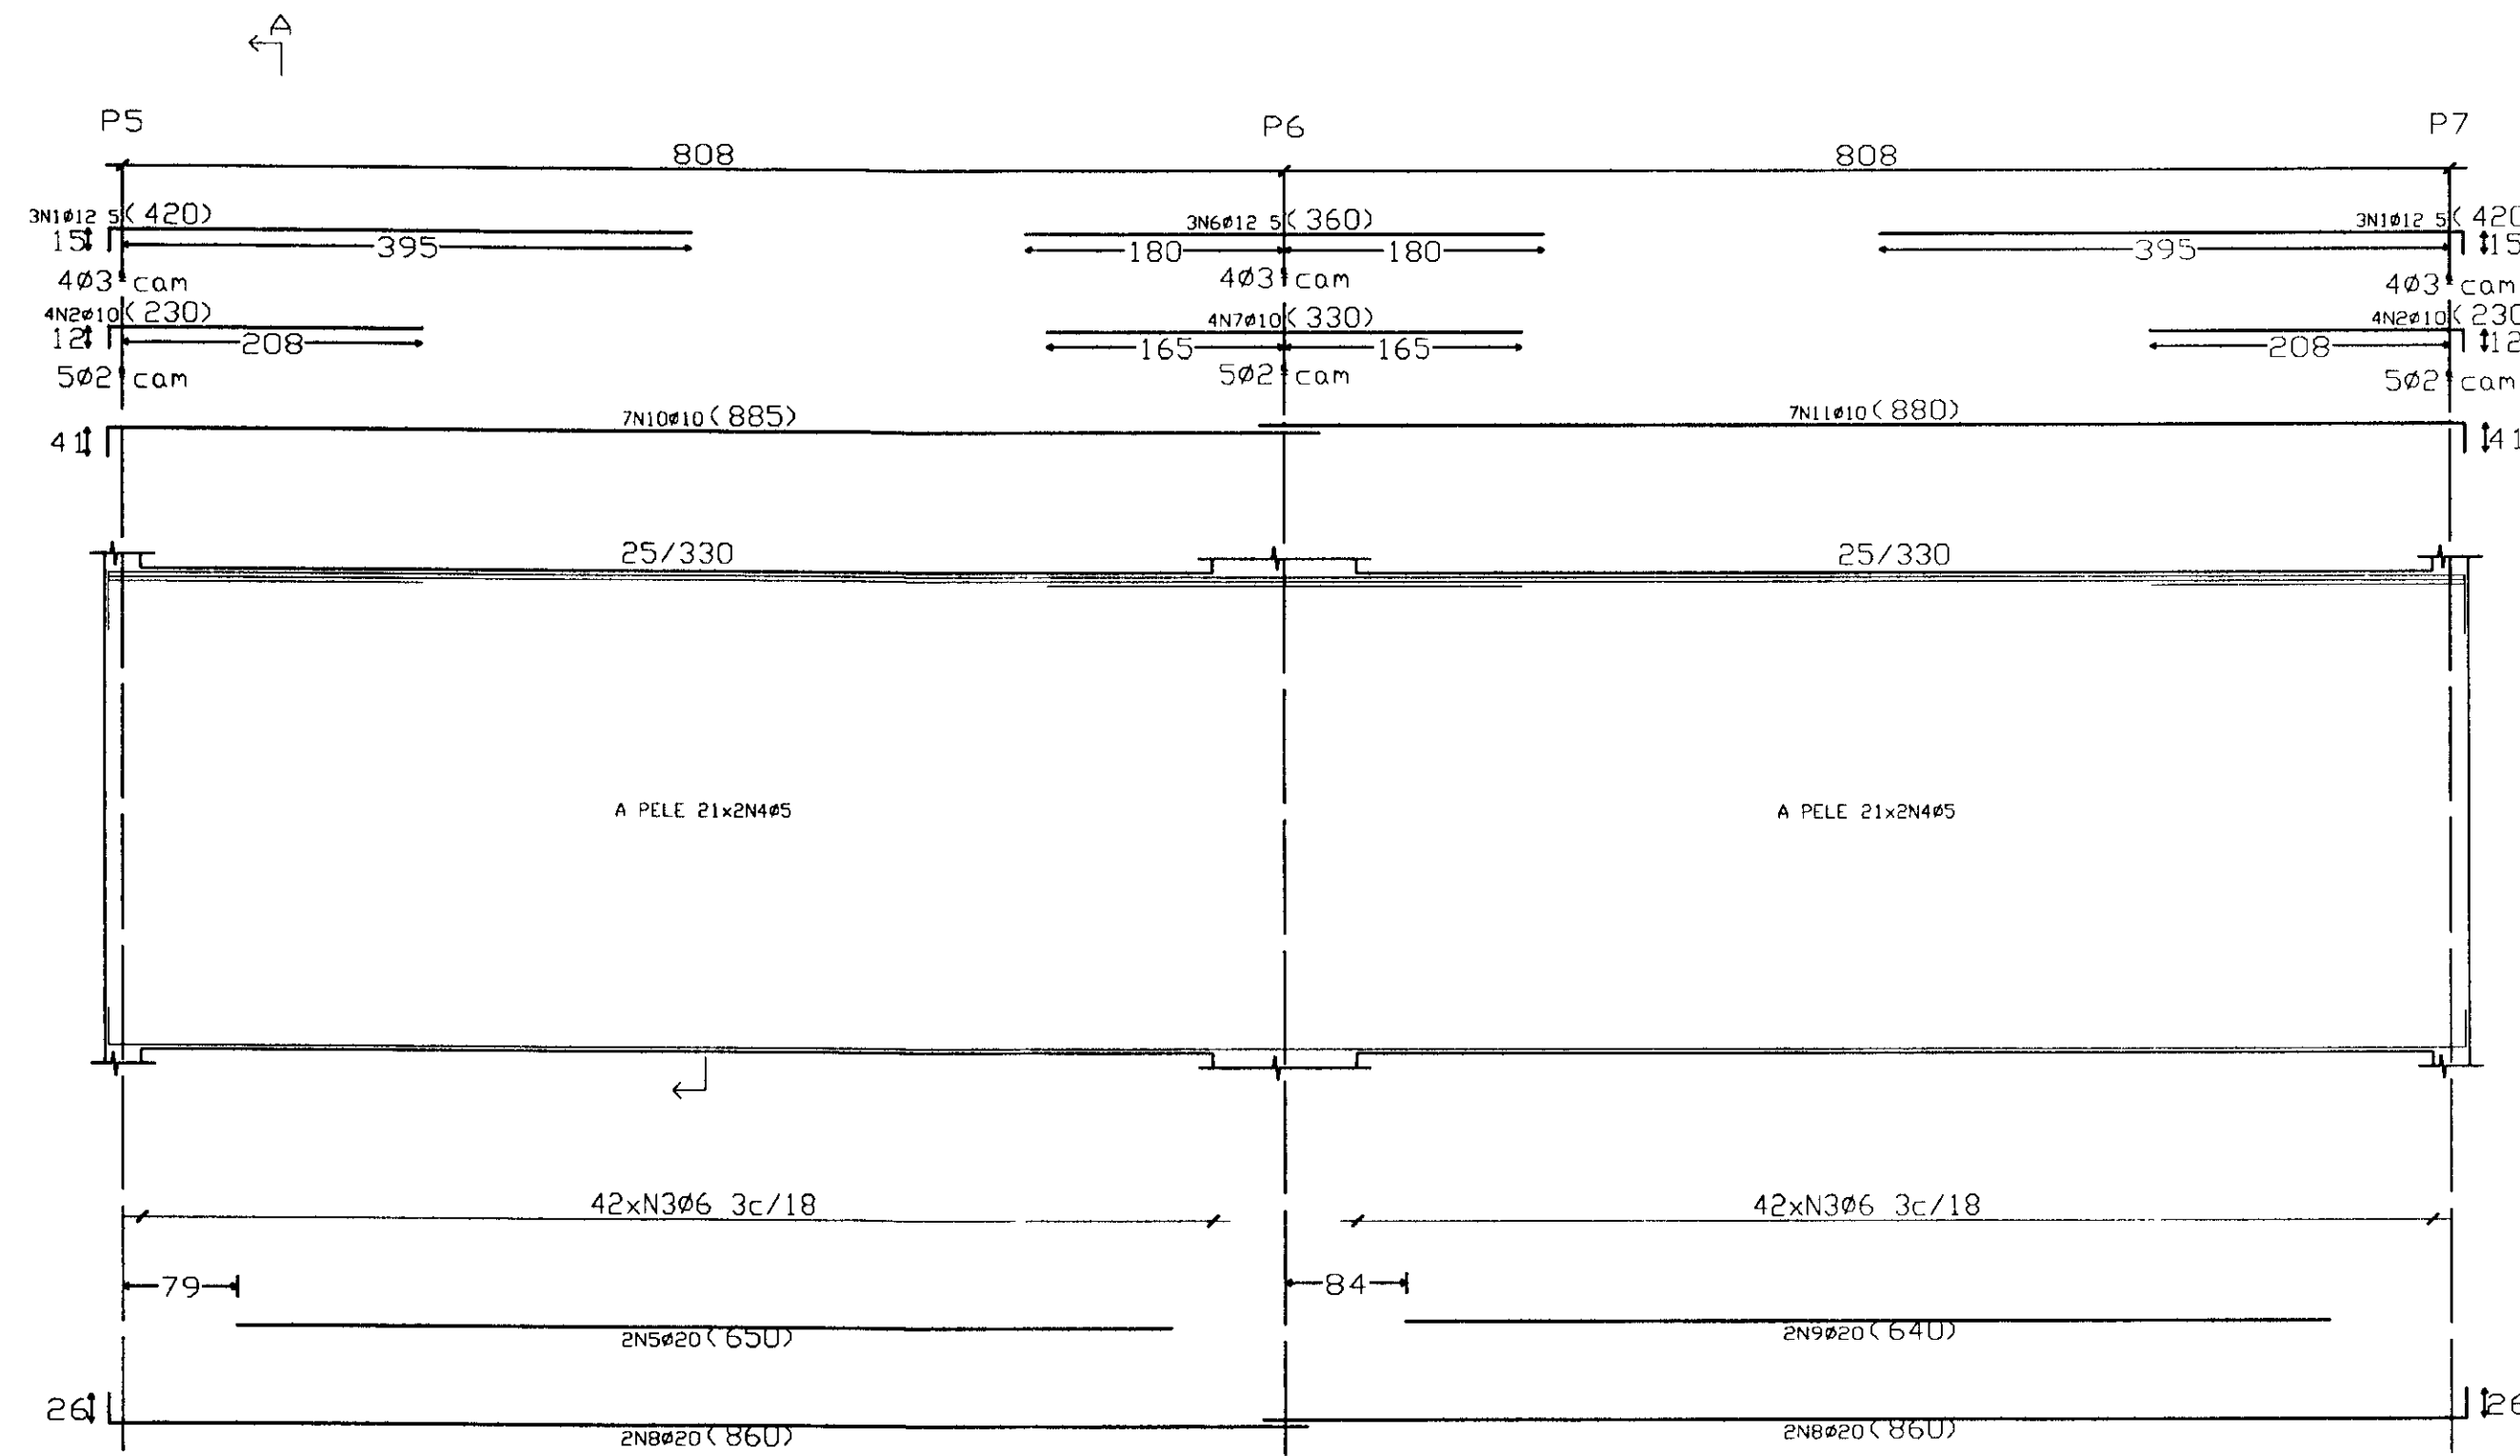 A
P5 P6 P7
808 808
3N1ø12 5(420) 3N6ø12 5(360) 3N1ø12 5(420
15 395 180 180 395 15
4ø3 cam 4ø3 cam 4ø3 cam
4N2ø10(230) 4N7ø10(330) 4N2ø10(230
12 208 165 165 208 12
5ø2 cam 5ø2 cam 5ø2 cam
7N10ø10(885) 7N11ø10(880)
41 41
25/330 25/330
A PELE 21x2N4ø5 A PELE 21x2N4ø5
42xN3ø6 3c/18 42xN3ø6 3c/18
79 84
2N5ø20(650) 2N9ø20(640)
26 26
2N8ø20(860) 2N8ø20(860)